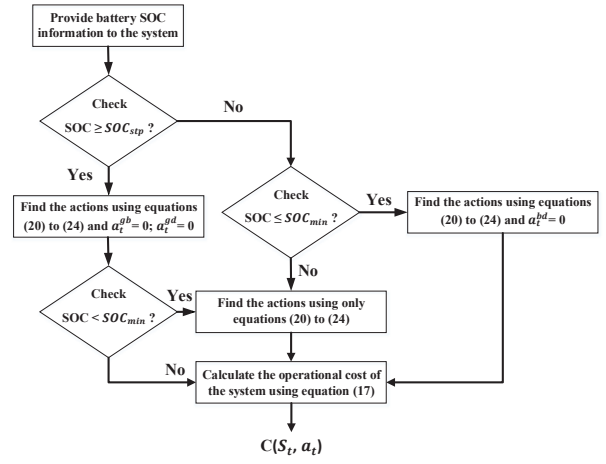 Provide battery SOC
information to the system
Check
SOC ≥ SOC_stp ?
No
Yes
Find the actions using equations
(20) to (24) and a_t^gb = 0; a_t^gd = 0
Check
SOC ≤ SOC_min ?
Yes
Find the actions using equations
(20) to (24) and a_t^bd = 0
No
Check
SOC < SOC_min ?
Yes
Find the actions using only
equations (20) to (24)
No
Calculate the operational cost of
the system using equation (17)
C(S_t, a_t)